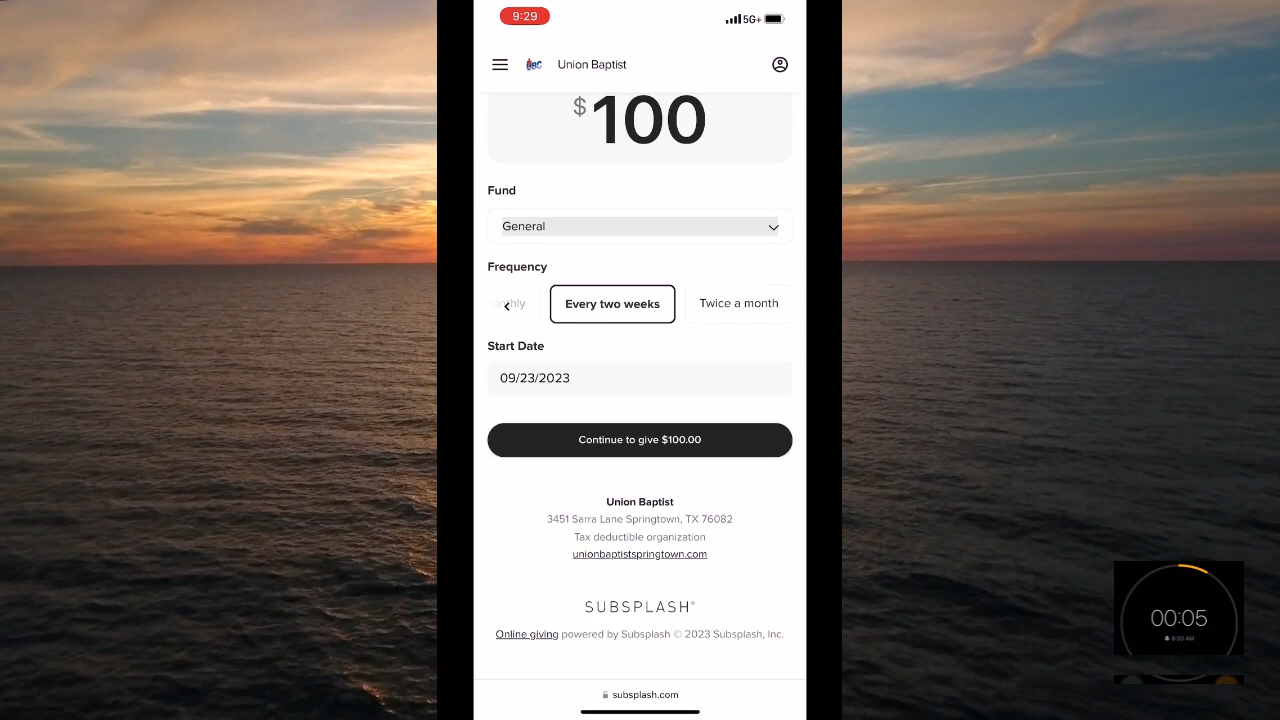 9:29
5G+
Union Baptist
$100
Fund
General
Frequency
Every two weeks
Twice a month
Start Date
09/23/2023
Continue to give $100.00
Union Baptist
3451 Sarra Lane Springtown, TX 76082
Tax deductible organization
unionbaptistspringtown.com
SUBSPLASH®
Online giving powered by Subsplash © 2023 Subsplash, Inc.
subsplash.com
00:05